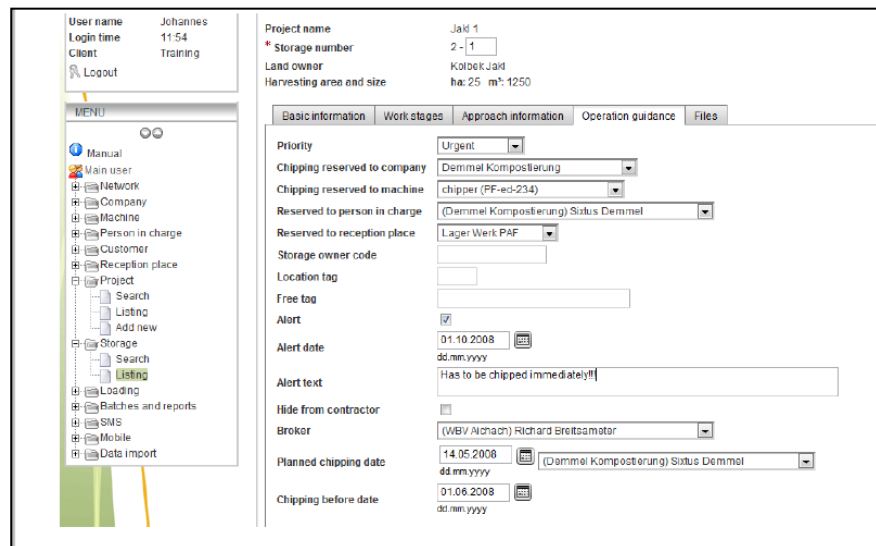 User name Johannes
Login time 11:54
Client Training
Logout
MENU
Manual
Main user
Network
Company
Machine
Person in charge
Customer
Reception place
Project
Search
Listing
Add new
Storage
Search
Listing
Loading
Batches and reports
SMS
Mobile
Data import
Project name Jakl 1
* Storage number 2 - 1
Land owner Kolbek Jakl
Harvesting area and size ha: 25 m³: 1250
Basic information Work stages Approach information Operation guidance Files
Priority Urgent
Chipping reserved to company Demmel Kompostierung
Chipping reserved to machine chipper (PF-ed-234)
Reserved to person in charge (Demmel Kompostierung) Sixtus Demmel
Reserved to reception place Lager Werk PAF
Storage owner code
Location tag
Free tag
Alert
Alert date 01.10.2008
dd.mm.yyyy
Alert text Has to be chipped immediately!!!
Hide from contractor
Broker (WBV Aichach) Richard Breitsameter
Planned chipping date 14.05.2008 (Demmel Kompostierung) Sixtus Demmel
dd.mm.yyyy
Chipping before date 01.06.2008
dd.mm.yyyy